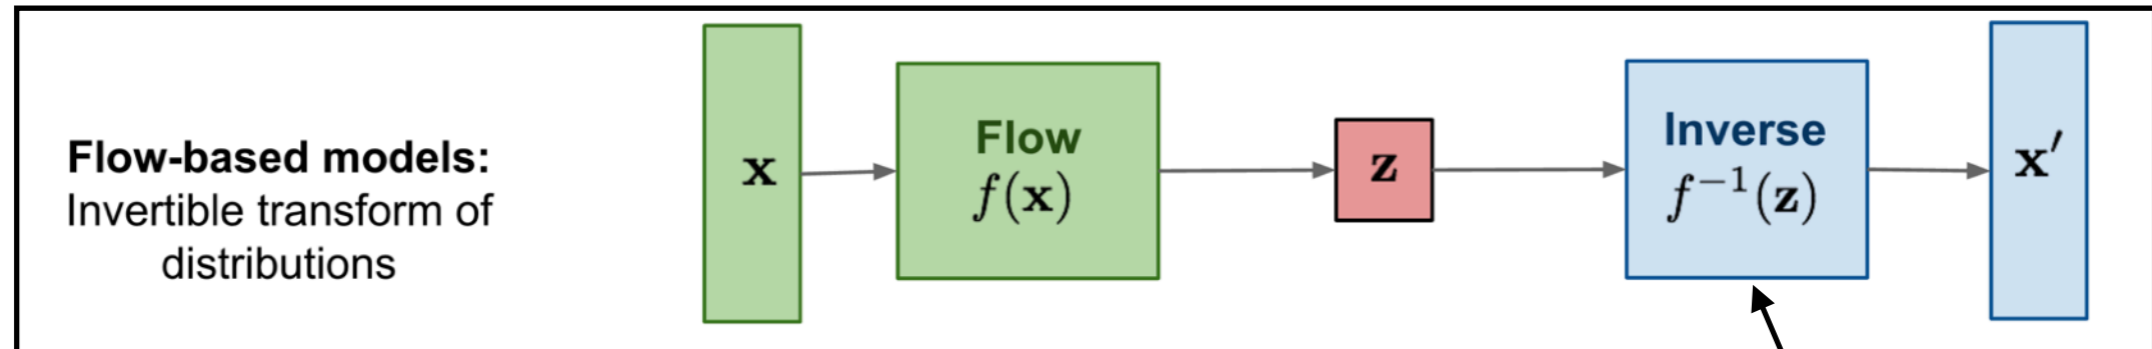 Flow-based models:
Invertible transform of
distributions
x
Flow
f(x)
z
Inverse
f⁻¹(z)
x′